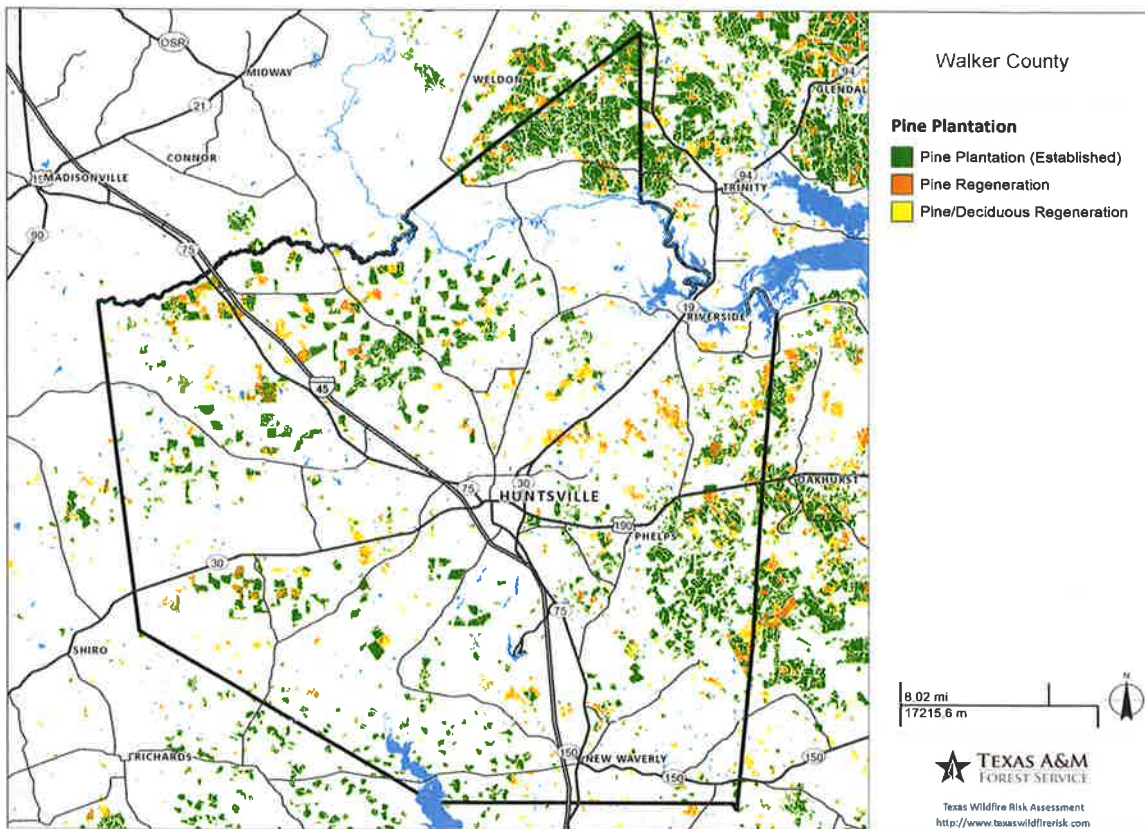 Walker County
Pine Plantation
Pine Plantation (Established)
Pine Regeneration
Pine/Deciduous Regeneration
OSR
MIDWAY
WELDON
94
GLENDAL
21
CONNOR
MADISONVILLE
94
TRINITY
90
75
19
RIVERSIDE
45
75
30
HUNTSVILLE
OAKHURST
190
PHELPS
30
75
SHIRO
RICHARDS
150
NEW WAVERLY
150
150
8.02 mi
17215.6 m
N
TEXAS A&M
FOREST SERVICE
Texas Wildfire Risk Assessment
http://www.texaswildfirerisk.com